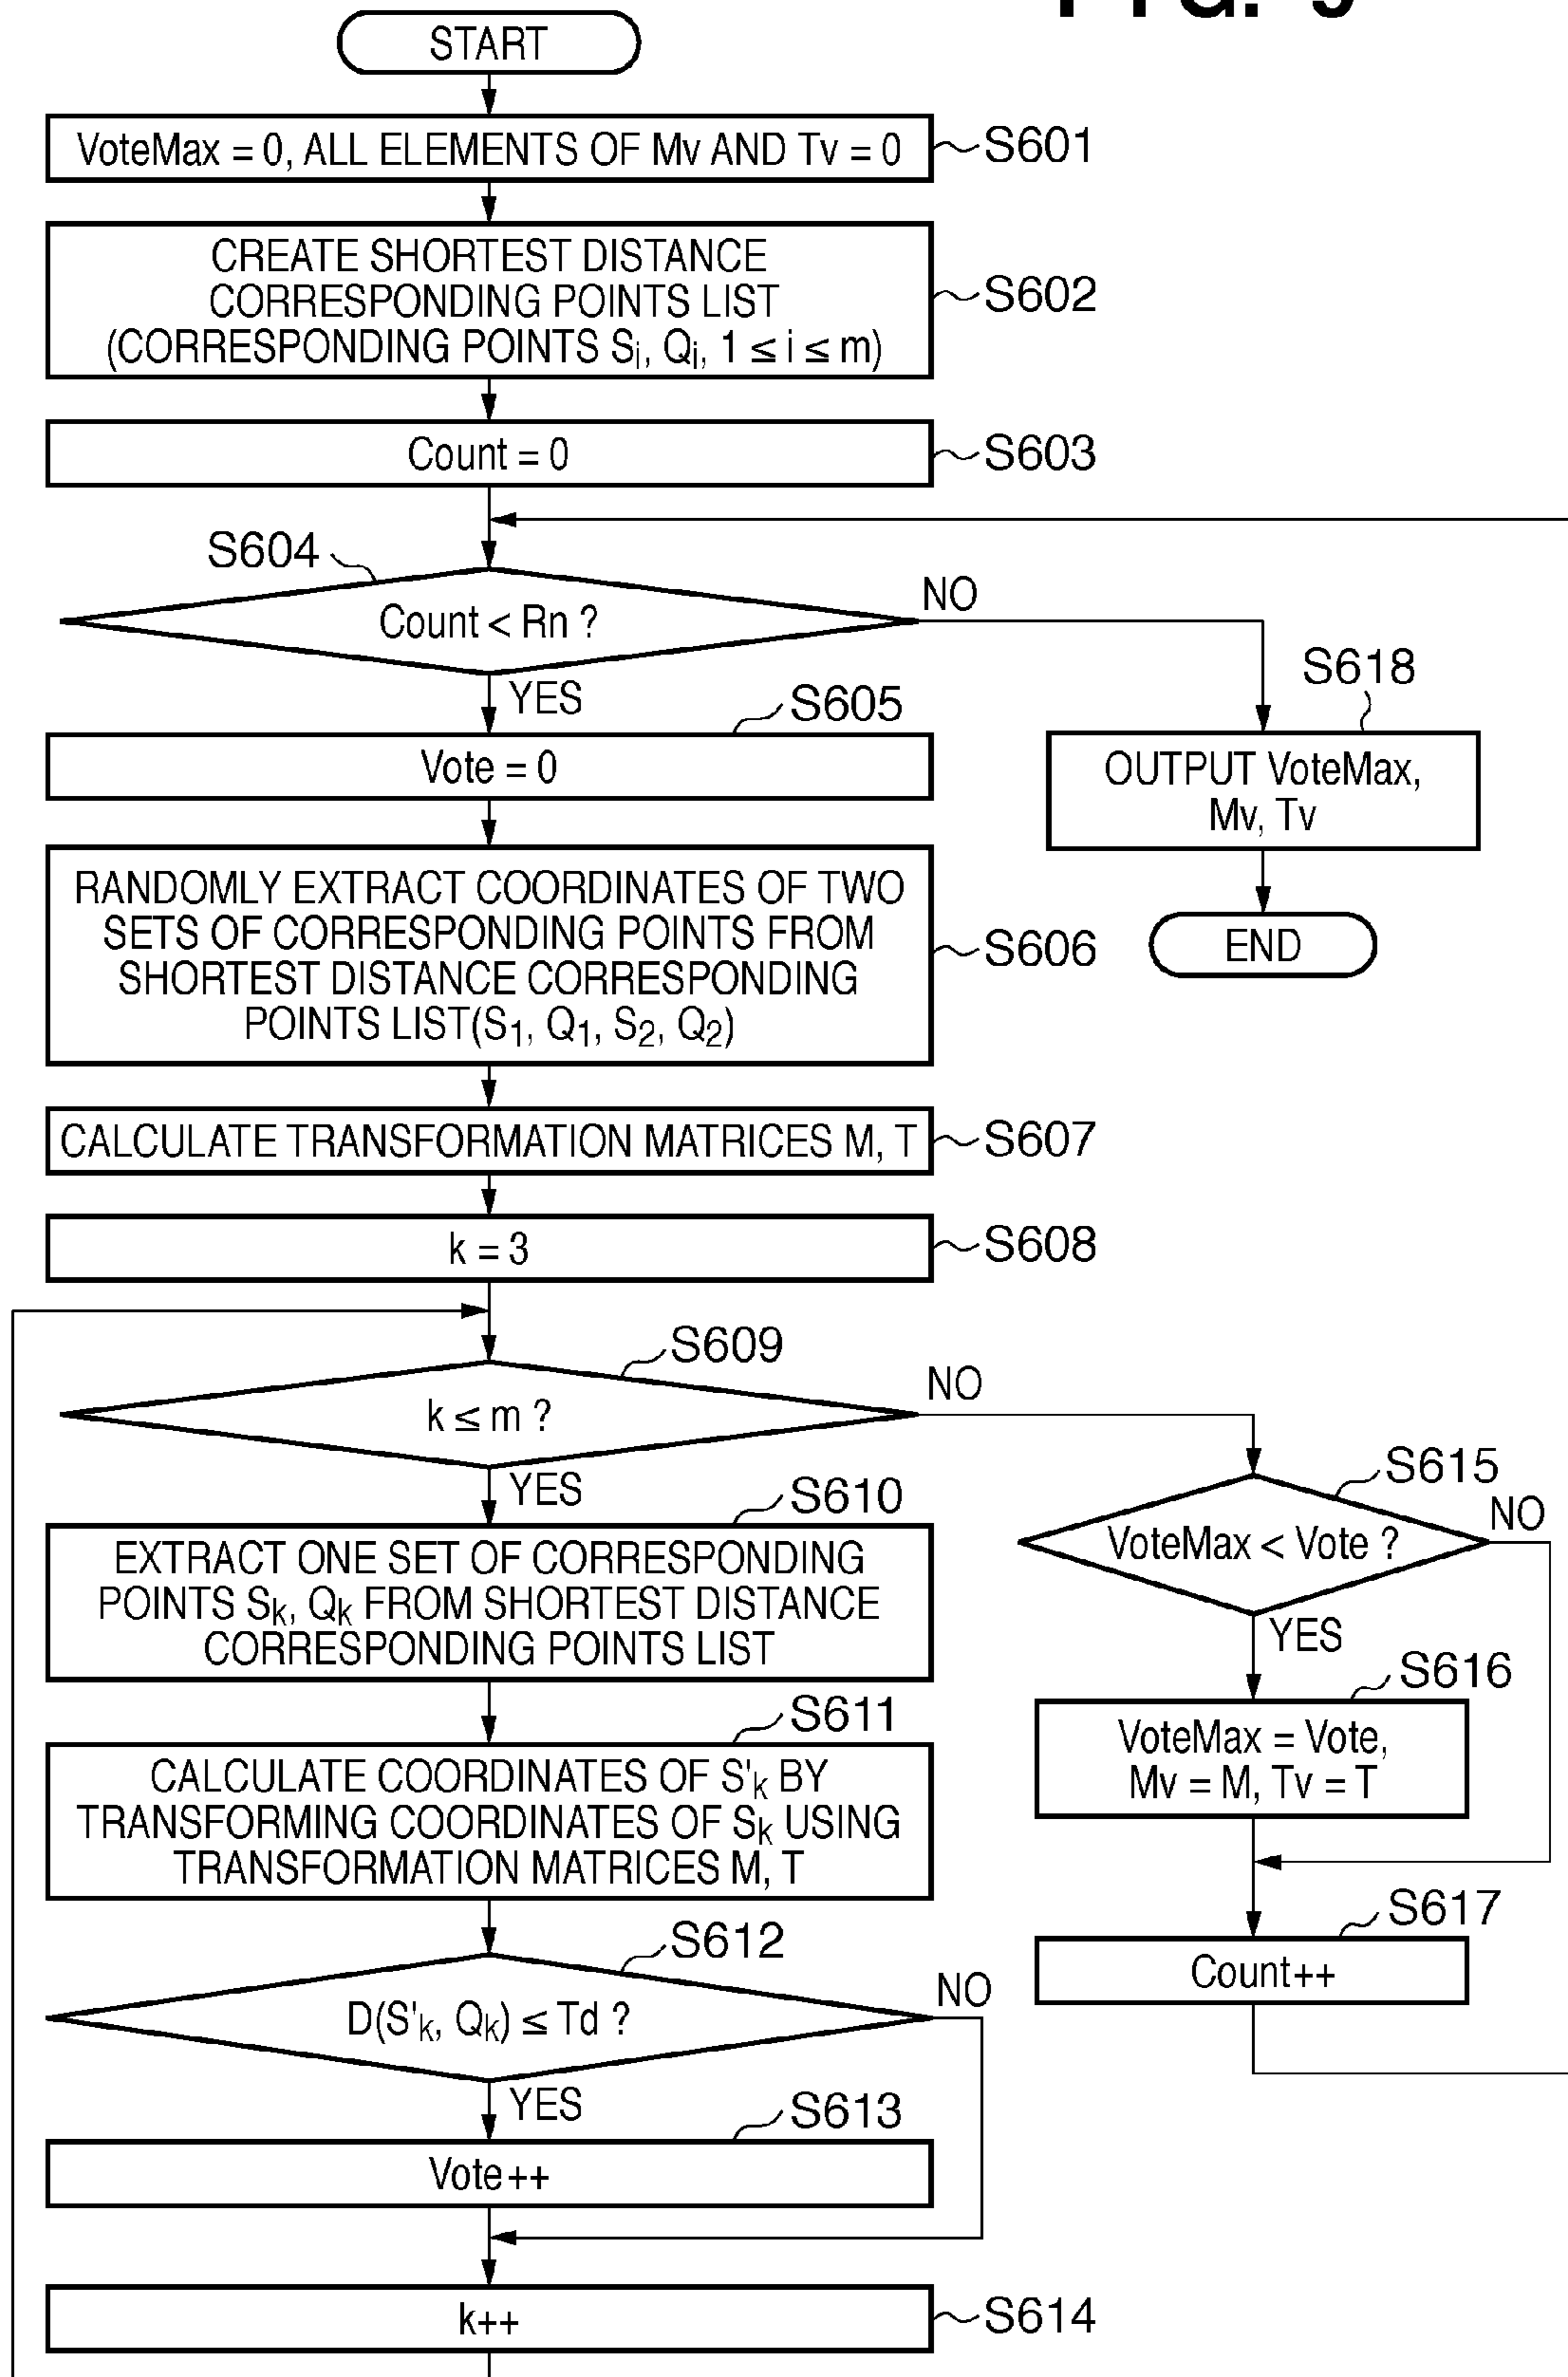 FIG. 9
START
VoteMax = 0, ALL ELEMENTS OF Mv AND Tv = 0
S601
CREATE SHORTEST DISTANCE
CORRESPONDING POINTS LIST
(CORRESPONDING POINTS Si, Qi, 1 ≤ i ≤ m)
S602
Count = 0
S603
S604
Count < Rn ?
NO
YES
S605
Vote = 0
S618
OUTPUT VoteMax,
Mv, Tv
END
RANDOMLY EXTRACT COORDINATES OF TWO
SETS OF CORRESPONDING POINTS FROM
SHORTEST DISTANCE CORRESPONDING
POINTS LIST(S1, Q1, S2, Q2)
S606
CALCULATE TRANSFORMATION MATRICES M, T
S607
k = 3
S608
S609
k ≤ m ?
NO
YES
S610
EXTRACT ONE SET OF CORRESPONDING
POINTS Sk, Qk FROM SHORTEST DISTANCE
CORRESPONDING POINTS LIST
S611
CALCULATE COORDINATES OF S'k BY
TRANSFORMING COORDINATES OF Sk USING
TRANSFORMATION MATRICES M, T
S612
D(S'k, Qk) ≤ Td ?
NO
YES
S613
Vote++
k++
S614
S615
VoteMax < Vote ?
NO
YES
S616
VoteMax = Vote,
Mv = M, Tv = T
S617
Count++